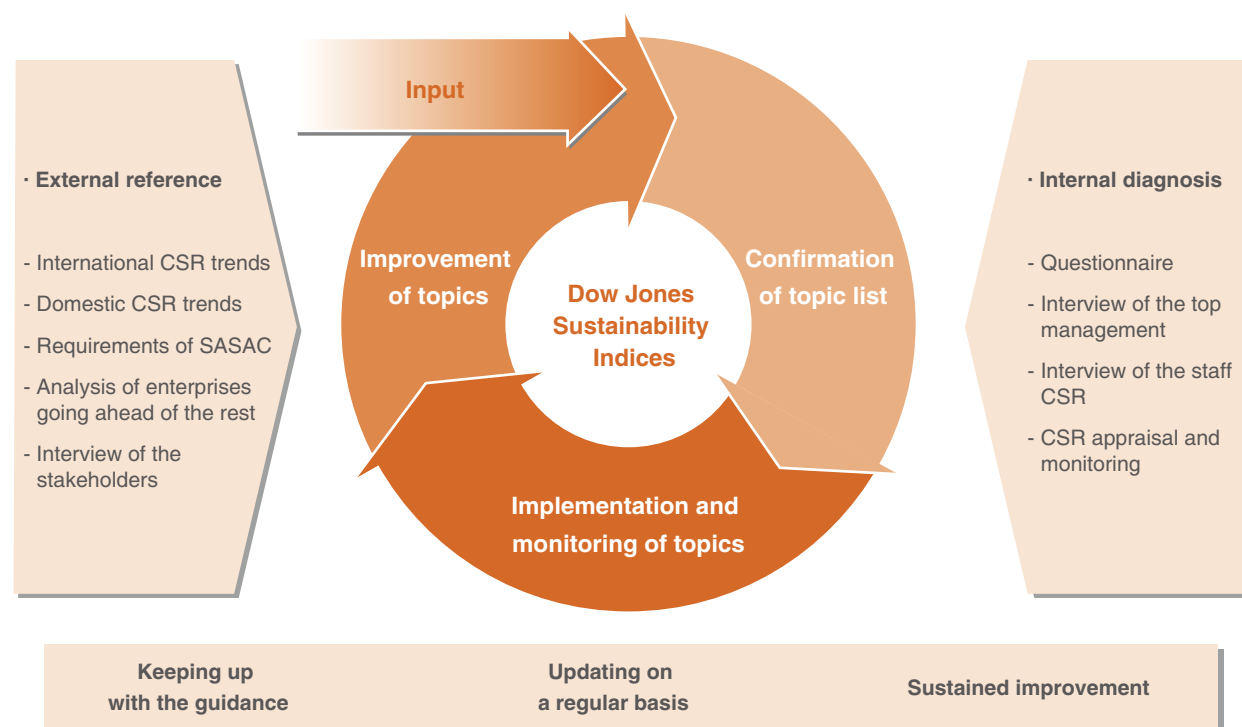 Input
· External reference
- International CSR trends
- Domestic CSR trends
- Requirements of SASAC
- Analysis of enterprises
going ahead of the rest
- Interview of the
stakeholders
Improvement
of topics
Dow Jones
Sustainability
Indices
Confirmation
of topic list
Implementation and
monitoring of topics
· Internal diagnosis
- Questionnaire
- Interview of the top
management
- Interview of the staff
CSR
- CSR appraisal and
monitoring
Keeping up
with the guidance
Updating on
a regular basis
Sustained improvement